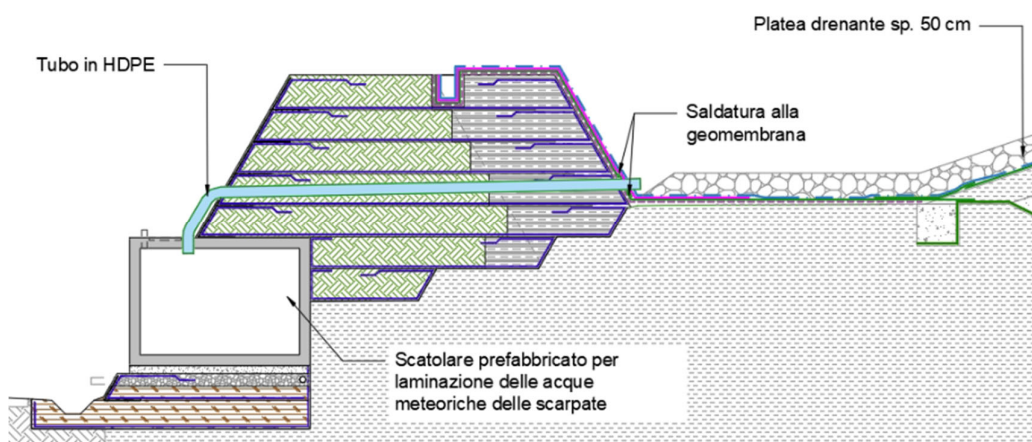 Platea drenante sp. 50 cm
Tubo in HDPE
Saldatura alla
geomembrana
Scatolare prefabbricato per
laminazione delle acque
meteoriche delle scarpate